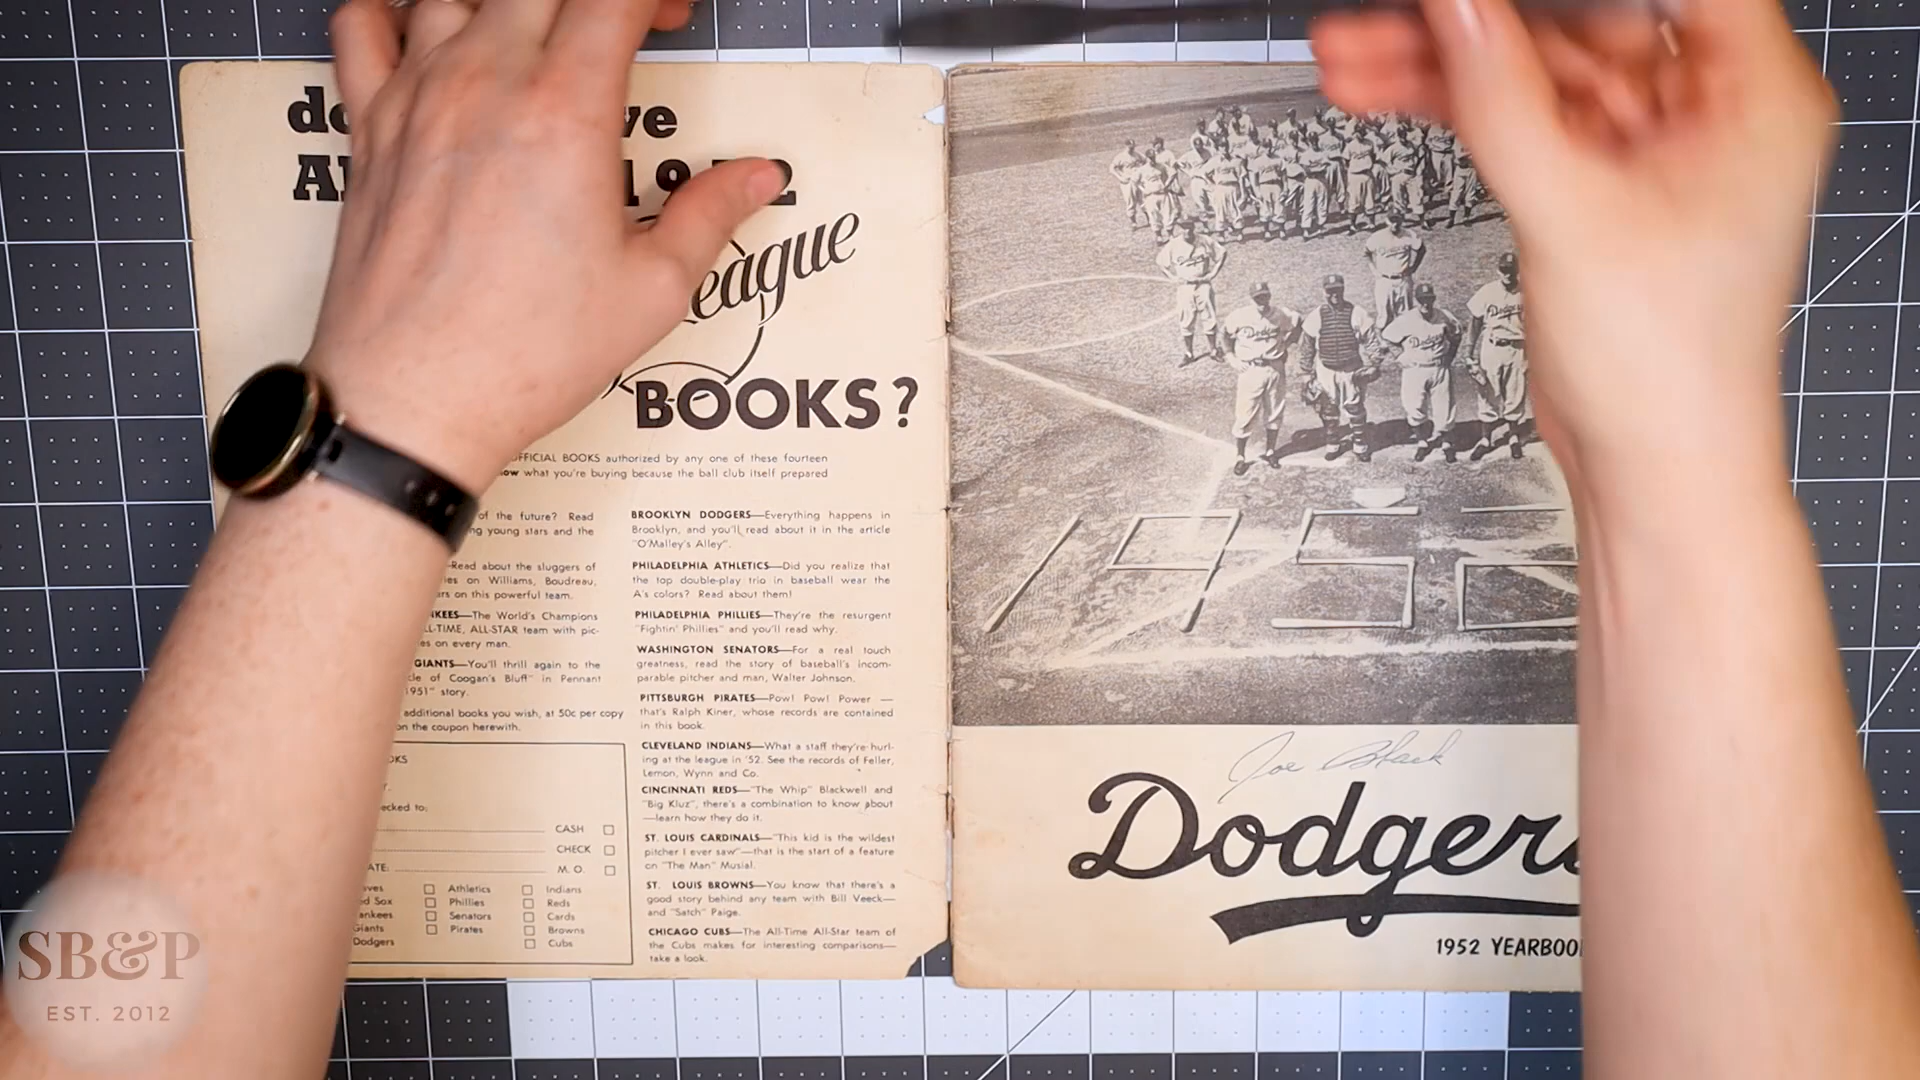 ve
eague
BOOKS?
OFFICIAL BOOKS authorized by any one of these fourteen
what you're buying because the ball club itself prepared
of the future? Read
young stars and the
Read about the sluggers of
on Williams, Boudreau,
on this powerful team.
The World's Champions
ALL-STAR team with pic-
on every man.
GIANTS—You'll thrill again to the
of Coogan's Bluff" in Pennant
1951" story.
additional books you wish, at 50c per copy
on the coupon herewith.
CASH
CHECK
M. O.
Athletics Indians
Sox Phillies Reds
Senators Cards
Giants Pirates Browns
Dodgers Cubs
BROOKLYN DODGERS—Everything happens in
Brooklyn, and you'll read about it in the article
"O'Malley's Alley".
PHILADELPHIA ATHLETICS—Did you realize that
the top double-play trio in baseball wear the
A's colors? Read about them!
PHILADELPHIA PHILLIES—They're the resurgent
"Fightin' Phillies" and you'll read why.
WASHINGTON SENATORS—For a real touch
greatness, read the story of baseball's incom-
parable pitcher and man, Walter Johnson.
PITTSBURGH PIRATES—Pow! Pow! Power —
that's Ralph Kiner, whose records are contained
in this book.
CLEVELAND INDIANS—What a staff they're hurl-
ing at the league in '52. See the records of Feller,
Lemon, Wynn and Co.
CINCINNATI REDS—"The Whip" Blackwell and
"Big Kluz", there's a combination to know about
—learn how they do it.
ST. LOUIS CARDINALS—"This kid is the wildest
pitcher I ever saw"—that is the start of a feature
on "The Man" Musial.
ST. LOUIS BROWNS—You know that there's a
good story behind any team with Bill Veeck—
and "Satch" Paige.
CHICAGO CUBS—The All-Time All-Star team of
the Cubs makes for interesting comparisons—
take a look.
1952
Joe Black
Dodgers
1952 YEARBOO
SB&P
EST. 2012